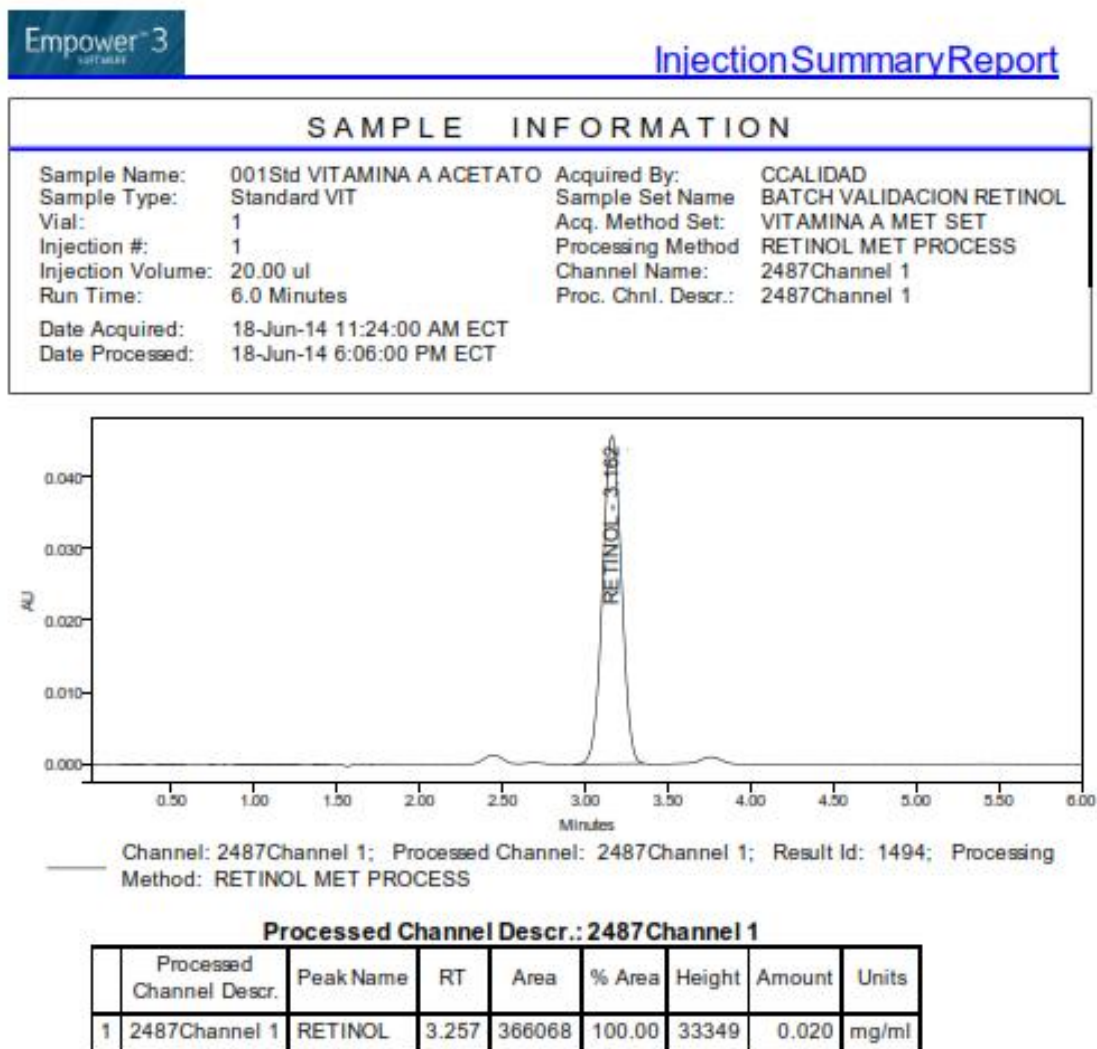 Empower™3
SOFTWARE
InjectionSummaryReport
SAMPLE INFORMATION
Sample Name: 001Std VITAMINA A ACETATO Acquired By: CCALIDAD
Sample Type: Standard VIT Sample Set Name BATCH VALIDACION RETINOL
Vial: 1 Acq. Method Set: VITAMINA A MET SET
Injection #: 1 Processing Method RETINOL MET PROCESS
Injection Volume: 20.00 ul Channel Name: 2487Channel 1
Run Time: 6.0 Minutes Proc. Chnl. Descr.: 2487Channel 1
Date Acquired: 18-Jun-14 11:24:00 AM ECT
Date Processed: 18-Jun-14 6:06:00 PM ECT
RETINOL - 3.162
AU
0.040
0.030
0.020
0.010
0.000
0.50 1.00 1.50 2.00 2.50 3.00 3.50 4.00 4.50 5.00 5.50 6.00
Minutes
Channel: 2487Channel 1; Processed Channel: 2487Channel 1; Result Id: 1494; Processing
Method: RETINOL MET PROCESS
Processed Channel Descr.: 2487Channel 1
Processed Channel Descr. Peak Name RT Area % Area Height Amount Units
1 2487Channel 1 RETINOL 3.257 366068 100.00 33349 0.020 mg/ml